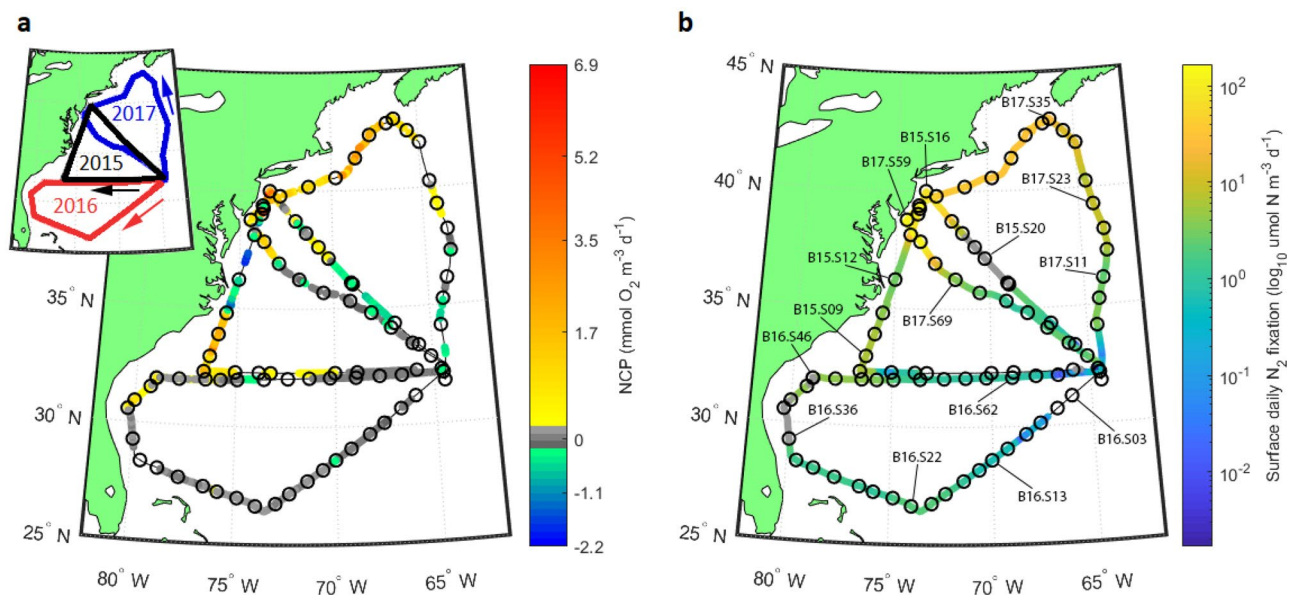 a
2017
2015
2016
35° N
30° N
25° N
80° W
75° W
70° W
65° W
6.9
5.2
3.5
1.7
0
-1.1
-2.2
NCP (mmol O2 m-3 d-1)
b
45° N
40° N
35° N
30° N
25° N
80° W
75° W
70° W
65° W
B17.S35
B15.S16
B17.S59
B17.S23
B15.S20
B15.S12
B17.S11
B15.S09
B17.S69
B16.S46
B16.S62
B16.S36
B16.S03
B16.S22
B16.S13
10^2
10^1
10^0
10^-1
10^-2
Surface daily N2 fixation (log10 umol N m-3 d-1)